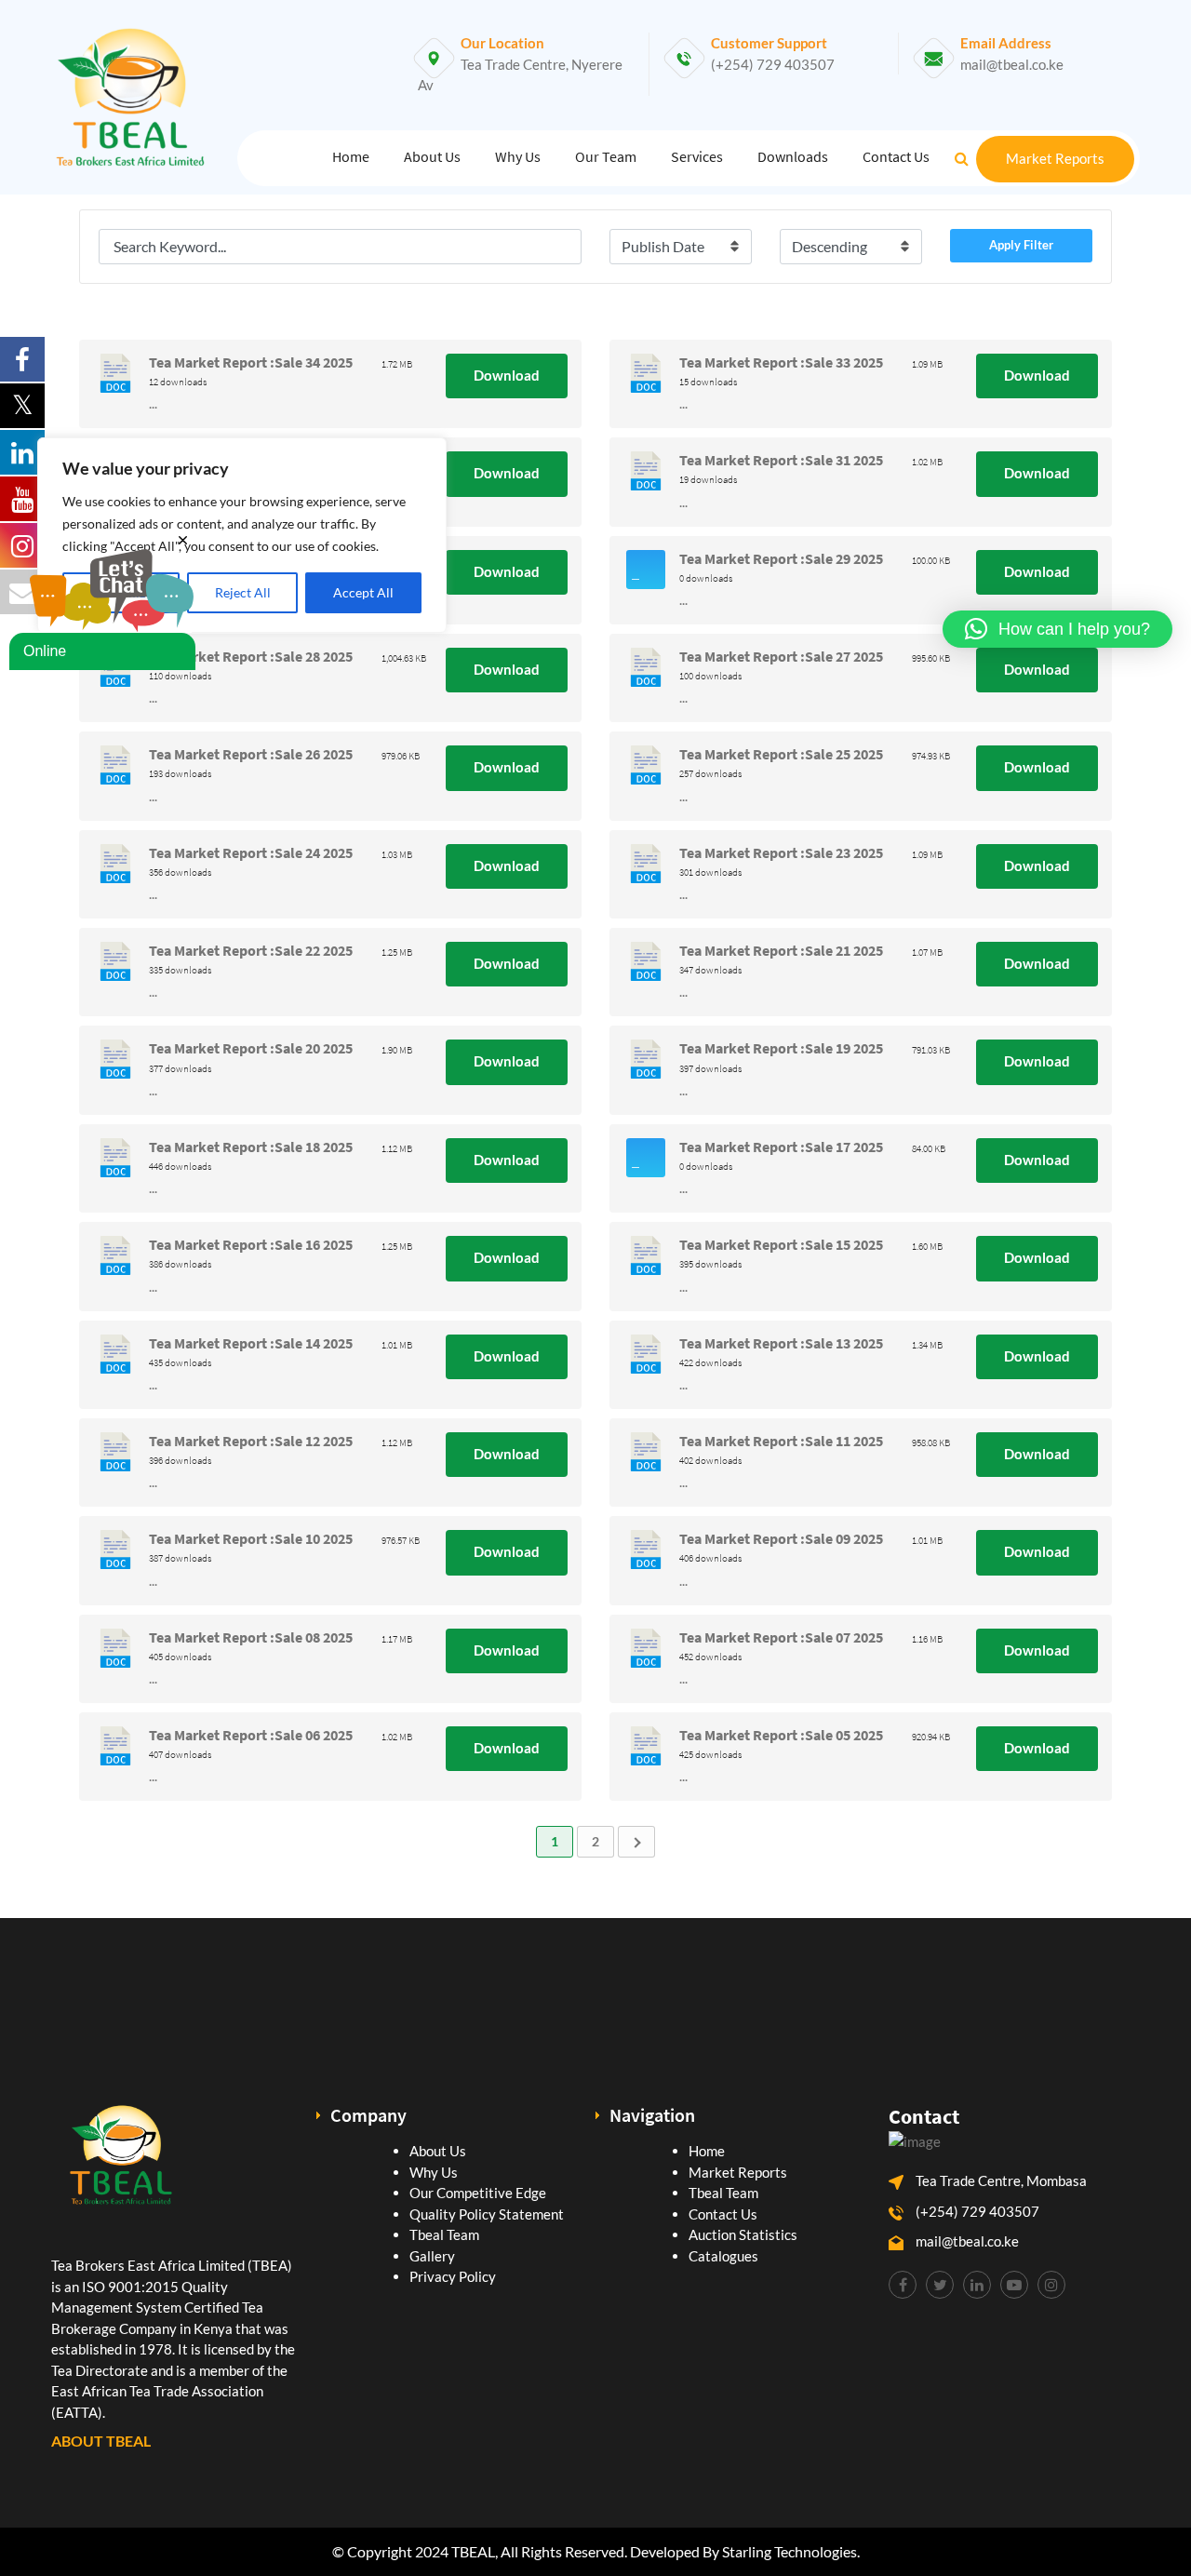 Our Location
Tea Trade Centre, Nyerere
Av
Customer Support
(+254) 729 403507
Email Address
mail@tbeal.co.ke
TBEAL
Tea Brokers East Africa Limited
Home
About Us
Why Us
Our Team
Services
Downloads
Contact Us
Market Reports
Search Keyword...
Publish Date
Descending
Apply Filter
DOC
Tea Market Report :Sale 34 2025
1.72 MB
12 downloads
...
Download
DOC
Tea Market Report :Sale 33 2025
1.09 MB
15 downloads
...
Download
Download
DOC
Tea Market Report :Sale 31 2025
1.02 MB
19 downloads
...
Download
We value your privacy
We use cookies to enhance your browsing experience, serve
personalized ads or content, and analyze our traffic. By
clicking "Accept All", you consent to our use of cookies.
Reject All
Accept All
Let's
Chat
Online
You
Tube
Download
Tea Market Report :Sale 29 2025
100.00 KB
0 downloads
...
Download
How can I help you?
DOC
Market Report :Sale 28 2025
1,004.63 KB
110 downloads
...
Download
DOC
Tea Market Report :Sale 27 2025
995.60 KB
100 downloads
...
Download
DOC
Tea Market Report :Sale 26 2025
979.06 KB
193 downloads
...
Download
DOC
Tea Market Report :Sale 25 2025
974.93 KB
257 downloads
...
Download
DOC
Tea Market Report :Sale 24 2025
1.03 MB
356 downloads
...
Download
DOC
Tea Market Report :Sale 23 2025
1.09 MB
301 downloads
...
Download
DOC
Tea Market Report :Sale 22 2025
1.25 MB
335 downloads
...
Download
DOC
Tea Market Report :Sale 21 2025
1.07 MB
347 downloads
...
Download
DOC
Tea Market Report :Sale 20 2025
1.90 MB
377 downloads
...
Download
DOC
Tea Market Report :Sale 19 2025
791.03 KB
397 downloads
...
Download
DOC
Tea Market Report :Sale 18 2025
1.12 MB
446 downloads
...
Download
Tea Market Report :Sale 17 2025
84.00 KB
0 downloads
...
Download
DOC
Tea Market Report :Sale 16 2025
1.25 MB
386 downloads
...
Download
DOC
Tea Market Report :Sale 15 2025
1.60 MB
395 downloads
...
Download
DOC
Tea Market Report :Sale 14 2025
1.01 MB
435 downloads
...
Download
DOC
Tea Market Report :Sale 13 2025
1.34 MB
422 downloads
...
Download
DOC
Tea Market Report :Sale 12 2025
1.12 MB
396 downloads
...
Download
DOC
Tea Market Report :Sale 11 2025
958.08 KB
402 downloads
...
Download
DOC
Tea Market Report :Sale 10 2025
976.57 KB
387 downloads
...
Download
DOC
Tea Market Report :Sale 09 2025
1.01 MB
406 downloads
...
Download
DOC
Tea Market Report :Sale 08 2025
1.17 MB
405 downloads
...
Download
DOC
Tea Market Report :Sale 07 2025
1.16 MB
452 downloads
...
Download
DOC
Tea Market Report :Sale 06 2025
1.02 MB
407 downloads
...
Download
DOC
Tea Market Report :Sale 05 2025
920.94 KB
425 downloads
...
Download
1
2
TBEAL
Tea Brokers East Africa Limited
Tea Brokers East Africa Limited (TBEA)
is an ISO 9001:2015 Quality
Management System Certified Tea
Brokerage Company in Kenya that was
established in 1978. It is licensed by the
Tea Directorate and is a member of the
East African Tea Trade Association
(EATTA).
ABOUT TBEAL
Company
About Us
Why Us
Our Competitive Edge
Quality Policy Statement
Tbeal Team
Gallery
Privacy Policy
Navigation
Home
Market Reports
Tbeal Team
Contact Us
Auction Statistics
Catalogues
Contact
image
Tea Trade Centre, Mombasa
(+254) 729 403507
mail@tbeal.co.ke
© Copyright 2024 TBEAL, All Rights Reserved. Developed By Starling Technologies.